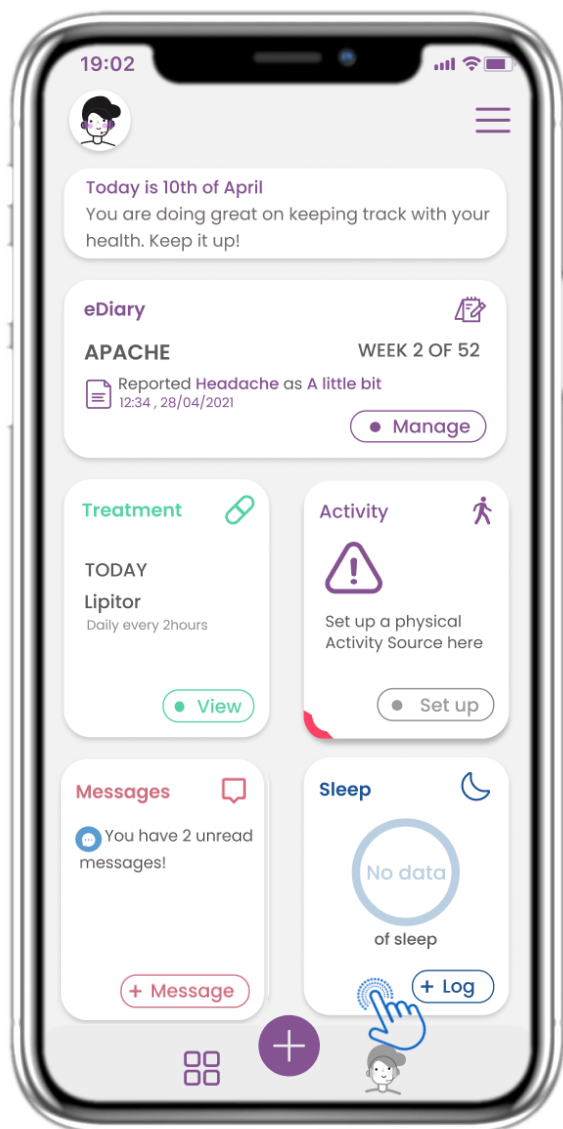 19:02
Today is 10th of April
You are doing great on keeping track with your
health. Keep it up!
eDiary
APACHE
WEEK 2 OF 52
Reported Headache as A little bit
12:34 , 28/04/2021
Manage
Treatment
TODAY
Lipitor
Daily every 2hours
View
Activity
!
Set up a physical
Activity Source here
Set up
Messages
You have 2 unread
messages!
+ Message
Sleep
No data
of sleep
+ Log
+